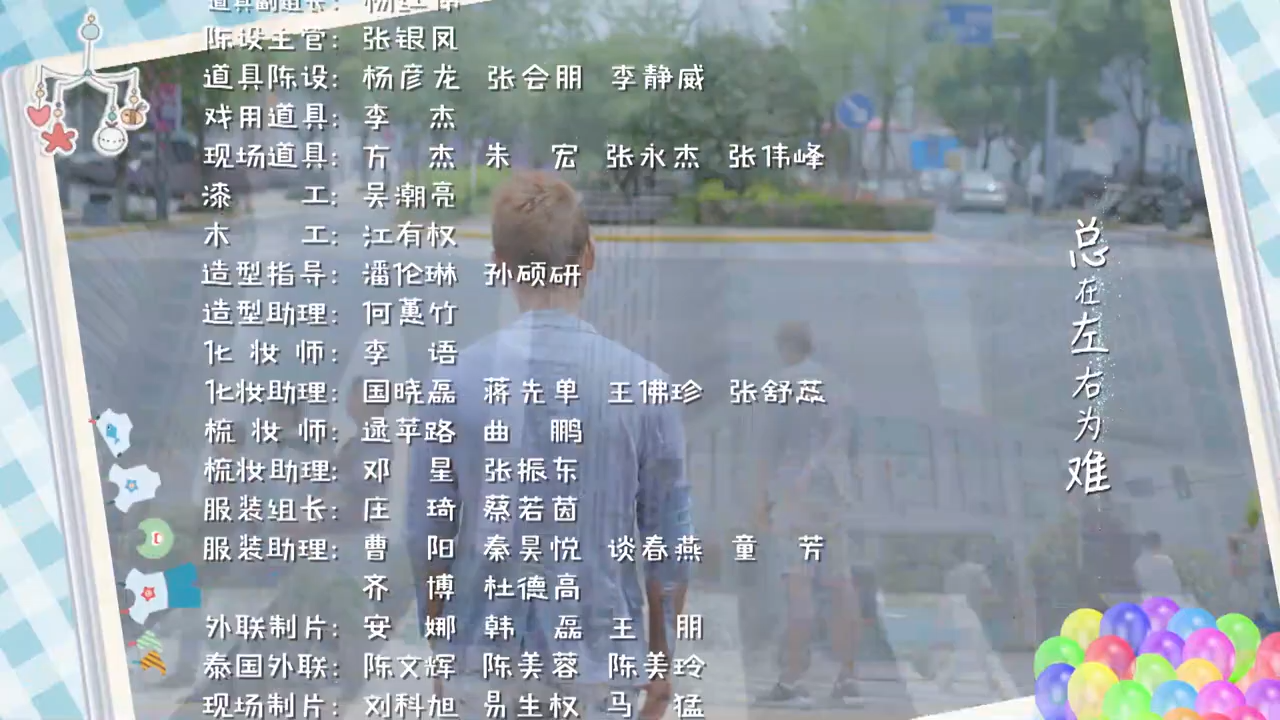 陈设主管: 张银凤
道具陈设: 杨彦龙 张会朋 李静威
戏用道具: 李 杰
现场道具: 方 杰 朱 宏 张永杰 张伟峰
漆 工: 吴潮亮
木 工: 江有权
造型指导: 潘伦琳 孙硕研
造型助理: 何蕙竹
化 妆 师: 李 语
化妆助理: 国晓磊 蒋先单 王佛珍 张舒蕊
梳 妆 师: 逯苹路 曲 鹏
梳妆助理: 邓 星 张振东
服装组长: 庄 琦 蔡若茵
服装助理: 曹 阳 秦昊悦 谈春燕 童 芳
齐 博 杜德高
外联制片: 安 娜 韩 磊 王 朋
泰国外联: 陈文辉 陈美蓉 陈美玲
现场制片: 刘科旭 易生权 马 猛
总在左右为难